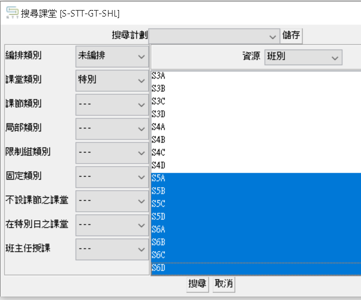 搜尋課堂 [S-STT-GT-SHL]
搜尋計劃 儲存
編排類別 未編排 資源 班別
課堂類別 特別
課節類別 ---
局部類別 ---
限制組類別 ---
固定類別 ---
不設課節之課堂 ---
在特別日之課堂 ---
班主任授課 ---
S3A
S3B
S3C
S3D
S4A
S4B
S4C
S4D
S5A
S5B
S5C
S5D
S6A
S6B
S6C
S6D
搜尋 取消